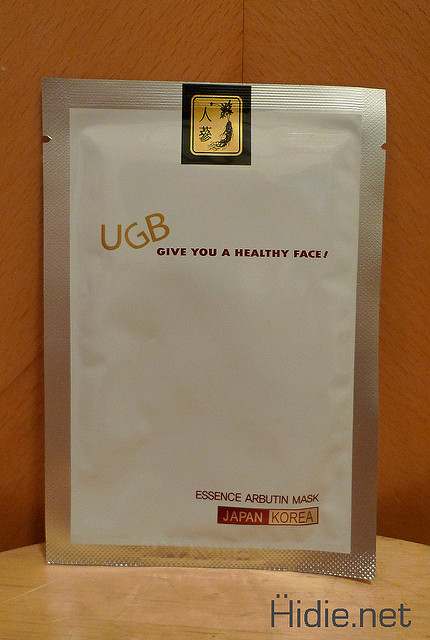 人
蔘
UGB
GIVE YOU A HEALTHY FACE!
ESSENCE ARBUTIN MASK
JAPAN KOREA
Hidie.net